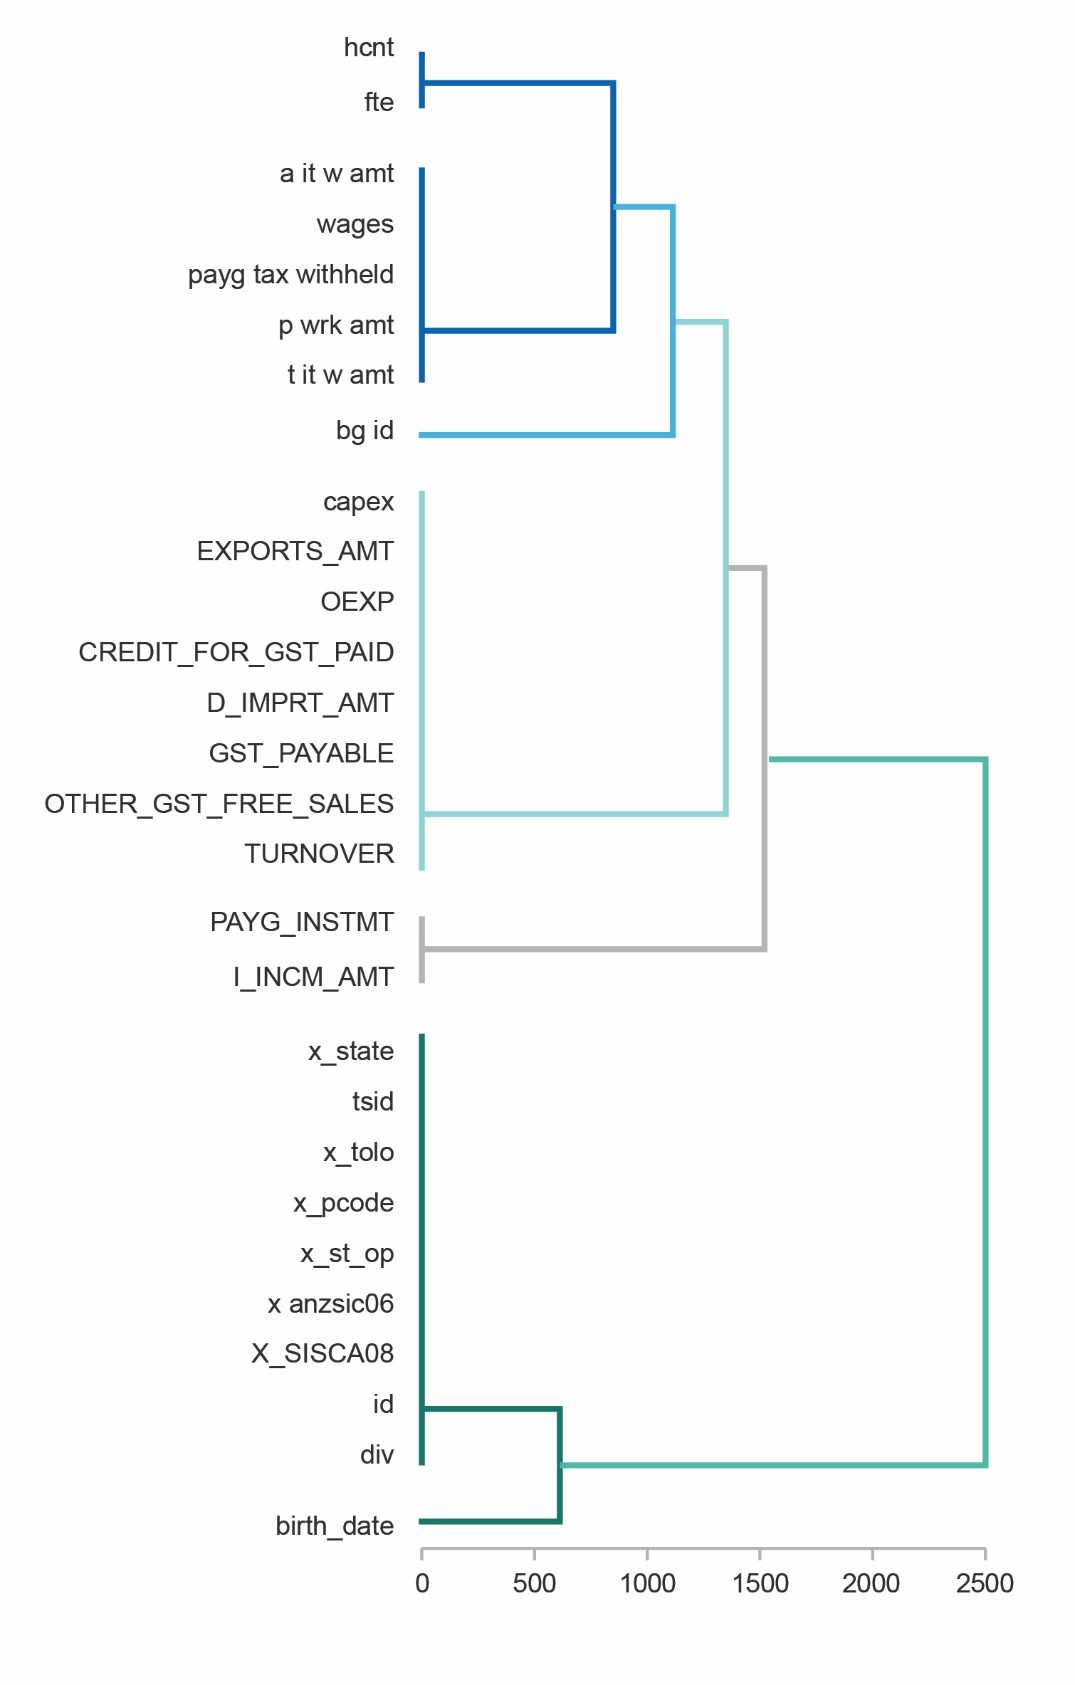 hcnt
fte
a it w amt
wages
payg tax withheld
p wrk amt
t it w amt
bg id
capex
EXPORTS_AMT
OEXP
CREDIT_FOR_GST_PAID
D_IMPRT_AMT
GST_PAYABLE
OTHER_GST_FREE_SALES
TURNOVER
PAYG_INSTMT
I_INCM_AMT
x_state
tsid
x_tolo
x_pcode
x_st_op
x anzsic06
X_SISCA08
id
div
birth_date
0 500 1000 1500 2000 2500